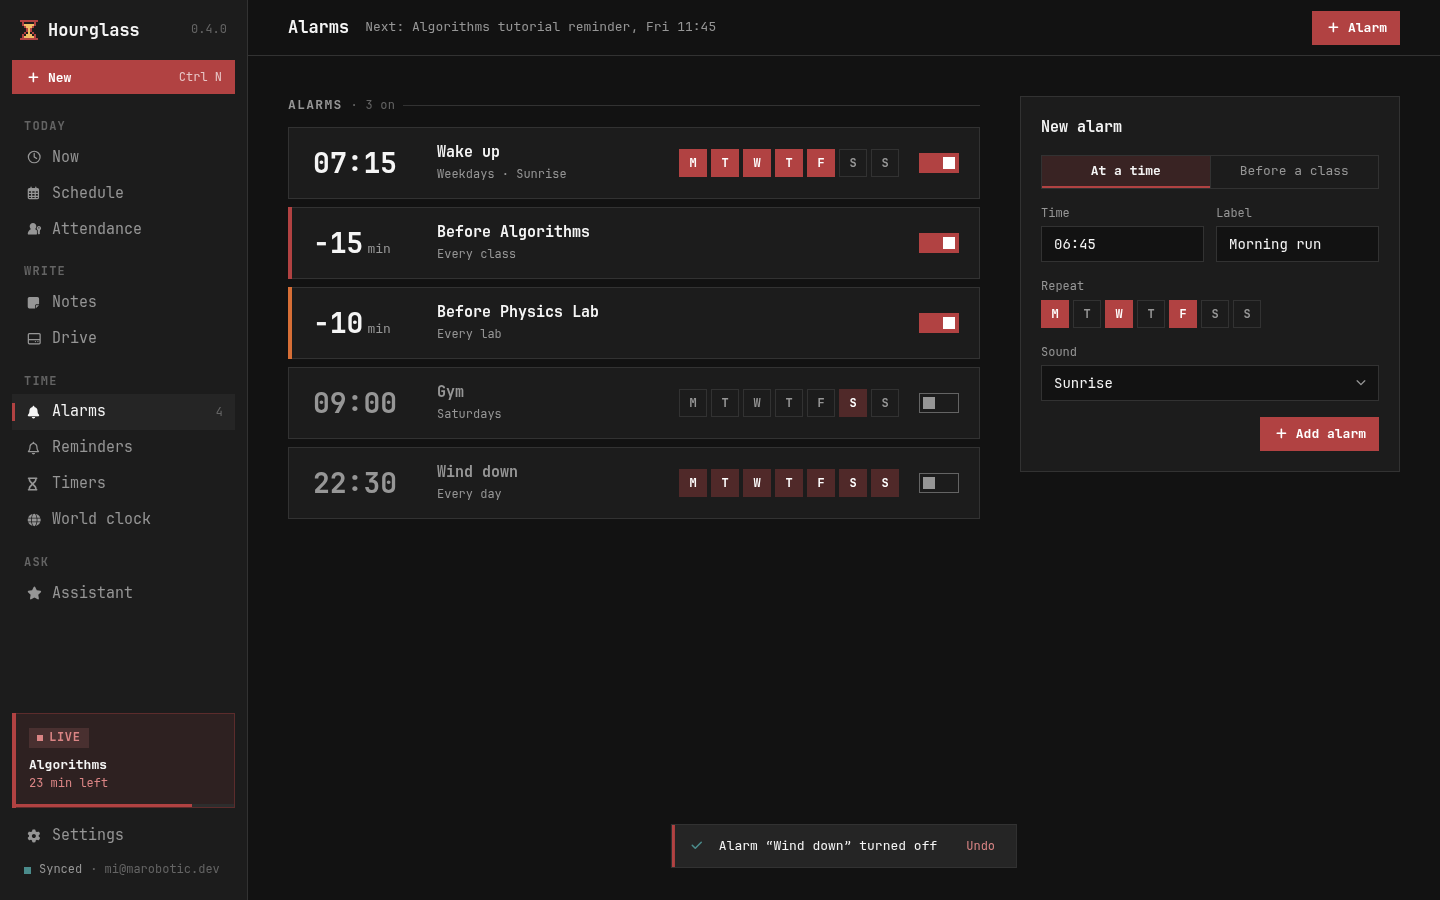 Hourglass 0.4.0
New Ctrl N
TODAY
Now
Schedule
Attendance
WRITE
Notes
Drive
TIME
Alarms 4
Reminders
Timers
World clock
ASK
Assistant
LIVE
Algorithms
23 min left
Settings
Synced · mi@marobotic.dev
Alarms Next: Algorithms tutorial reminder, Fri 11:45
Alarm
ALARMS · 3 on
07:15 Wake up M T W T F S S
Weekdays · Sunrise
-15 min Before Algorithms
Every class
-10 min Before Physics Lab
Every lab
09:00 Gym M T W T F S S
Saturdays
22:30 Wind down M T W T F S S
Every day
New alarm
At a time Before a class
Time Label
06:45 Morning run
Repeat
M T W T F S S
Sound
Sunrise
Add alarm
Alarm “Wind down” turned off Undo